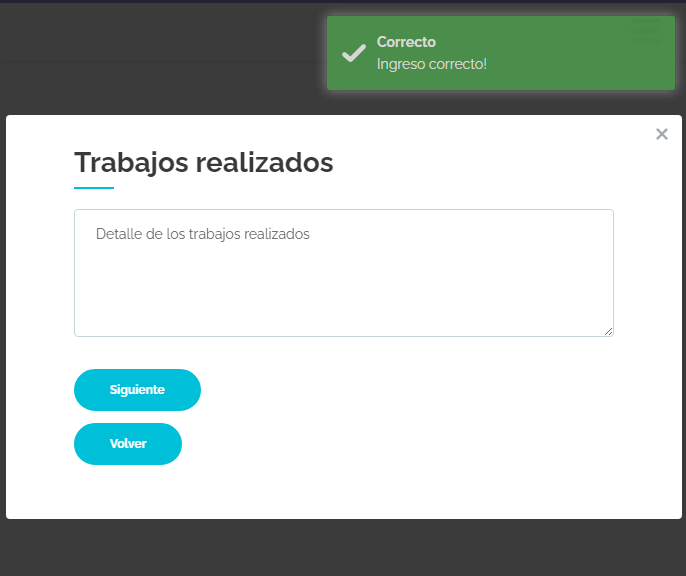 Correcto
Ingreso correcto!
Trabajos realizados
Detalle de los trabajos realizados
Siguiente
Volver